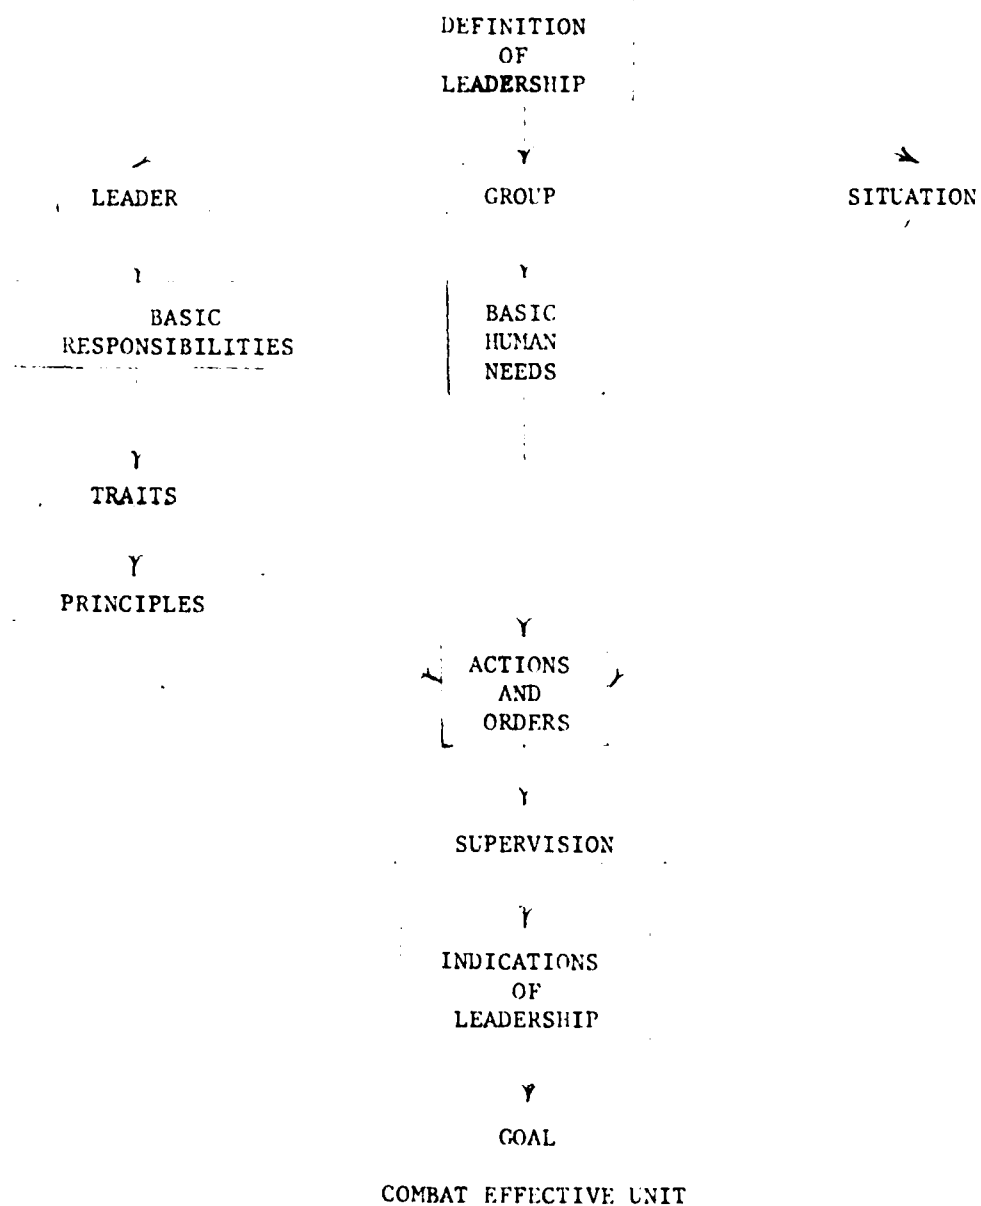 DEFINITION
OF
LEADERSHIP
LEADER
GROUP
SITUATION
BASIC
RESPONSIBILITIES
BASIC
HUMAN
NEEDS
TRAITS
PRINCIPLES
ACTIONS
AND
ORDERS
SUPERVISION
INDICATIONS
OF
LEADERSHIP
GOAL
COMBAT EFFECTIVE UNIT